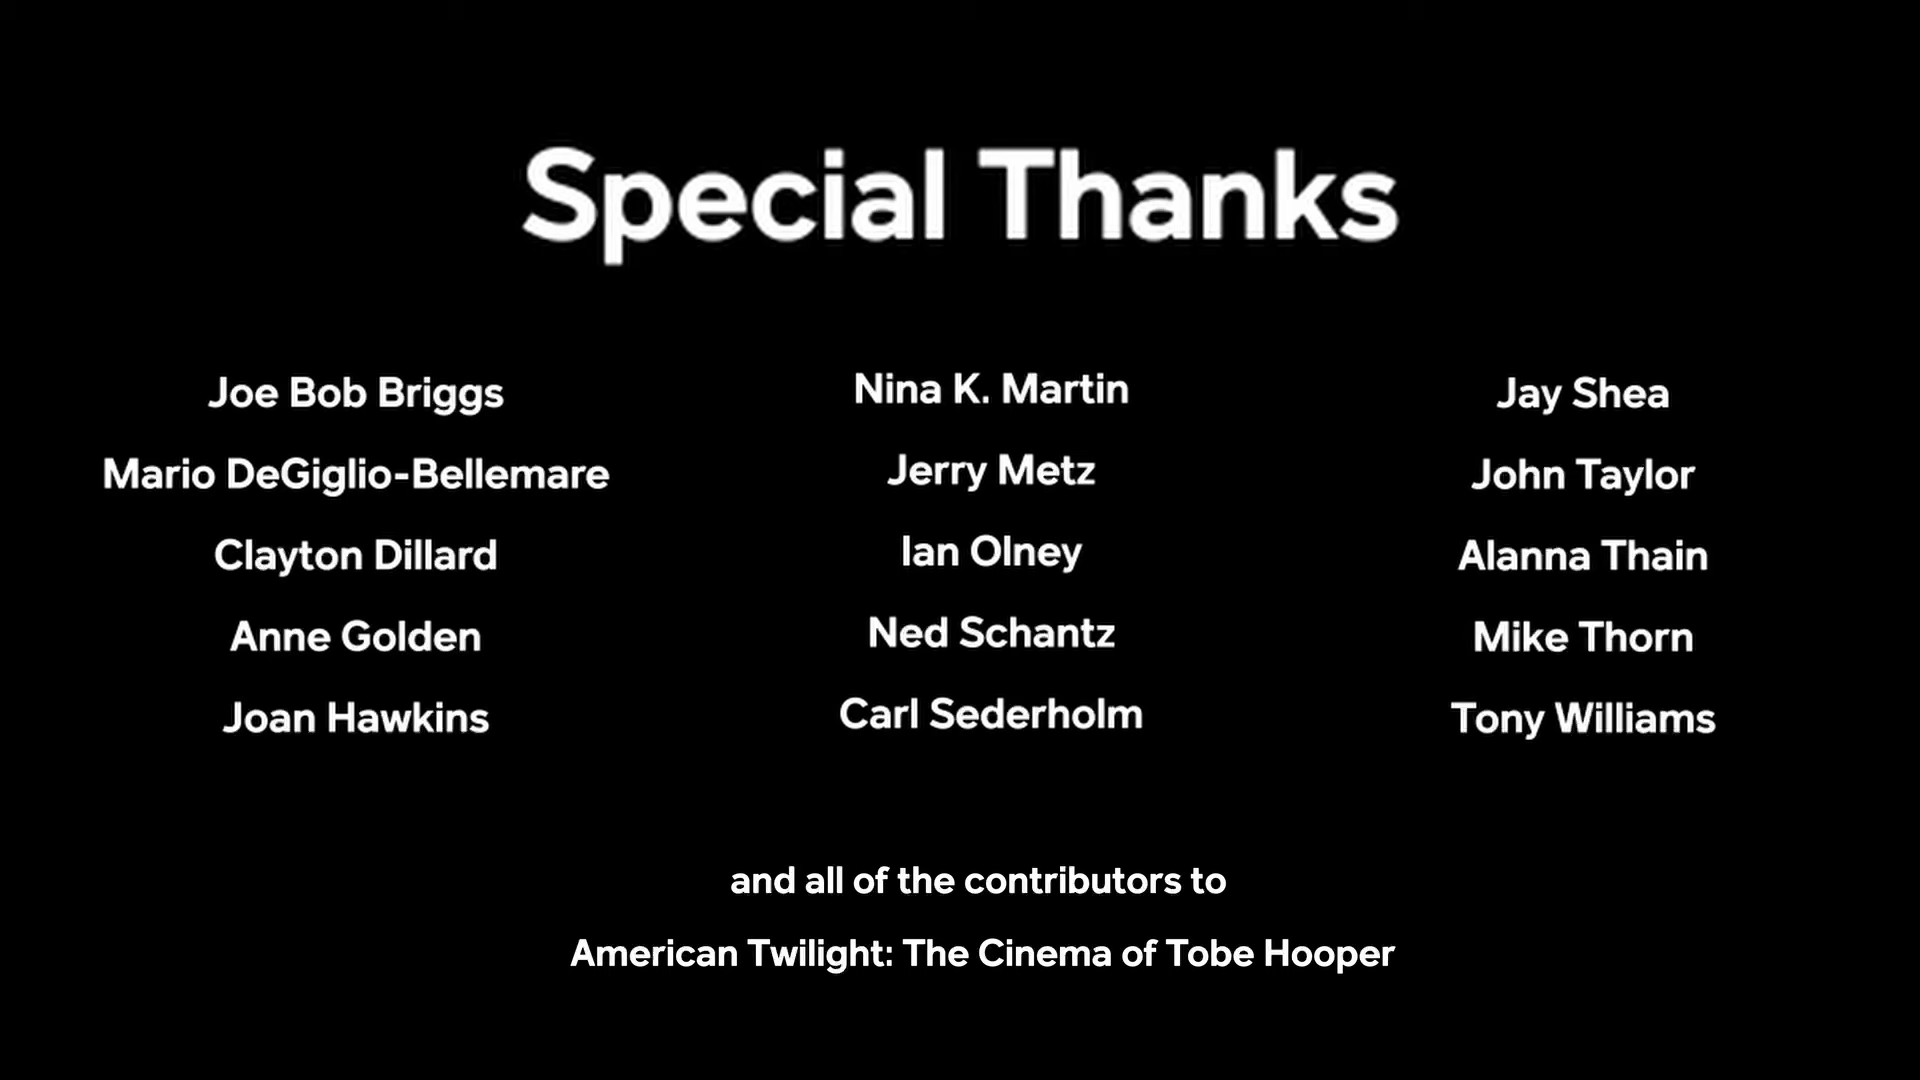 Special Thanks
Joe Bob Briggs
Mario DeGiglio-Bellemare
Clayton Dillard
Anne Golden
Joan Hawkins
Nina K. Martin
Jerry Metz
Ian Olney
Ned Schantz
Carl Sederholm
Jay Shea
John Taylor
Alanna Thain
Mike Thorn
Tony Williams
and all of the contributors to
American Twilight: The Cinema of Tobe Hooper